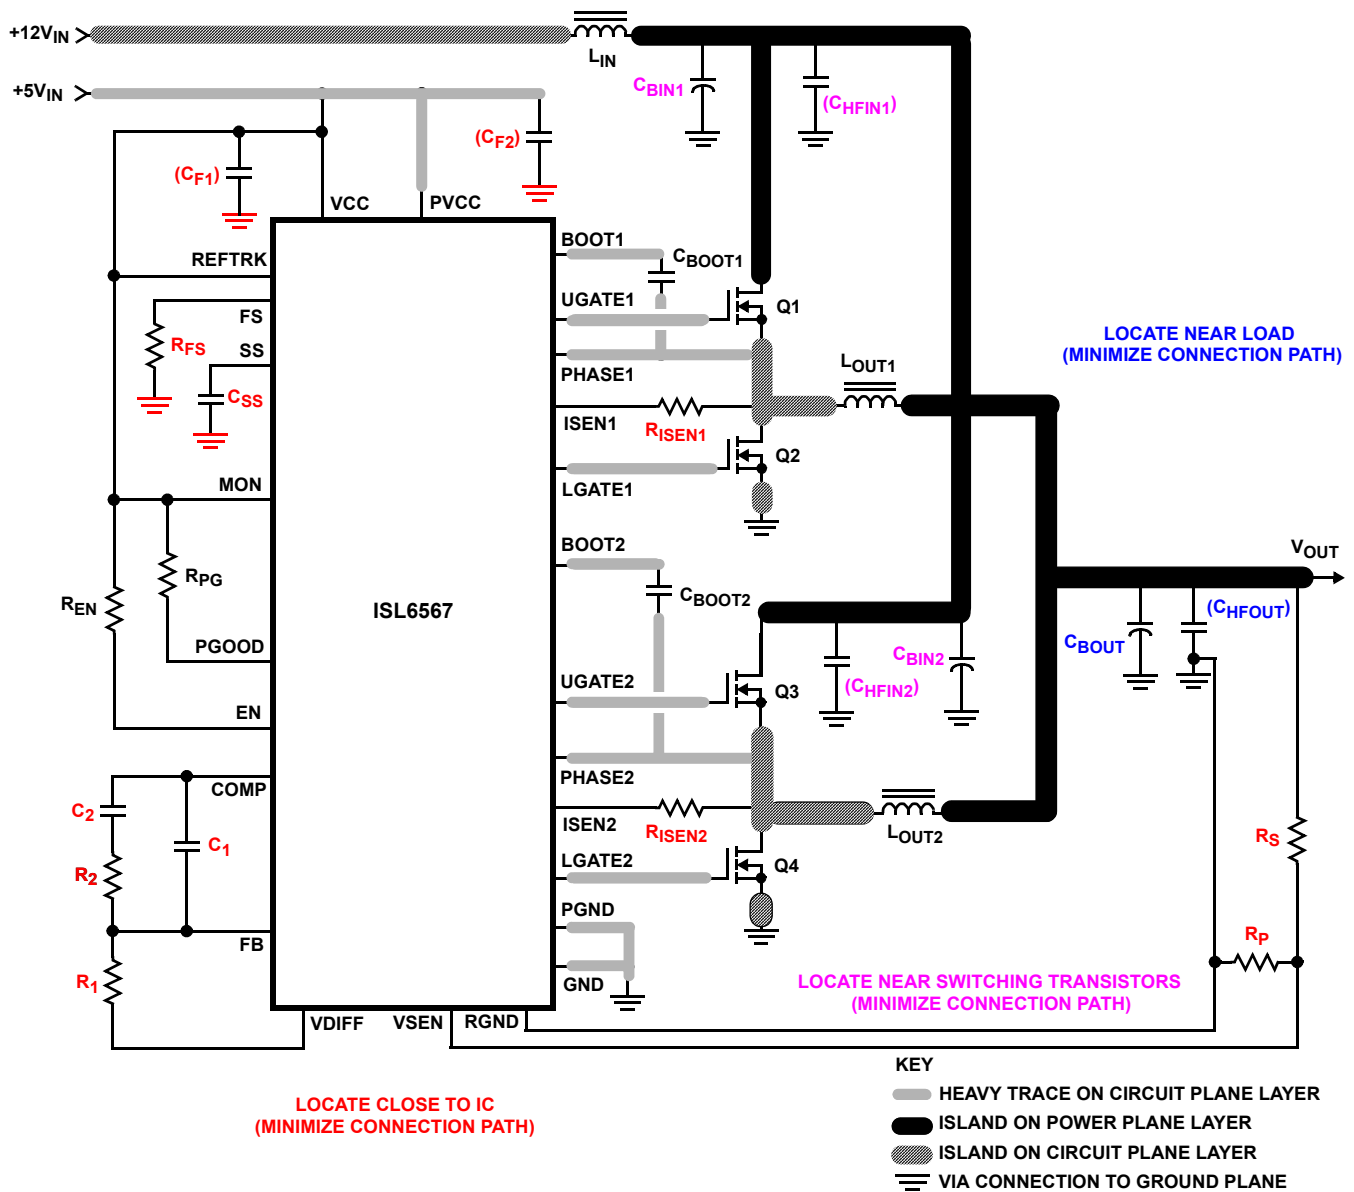 +12VIN
LIN
CBIN1
(CHFIN1)
+5VIN
(CF1)
(CF2)
VCC
PVCC
REFTRK
FS
RFS
SS
CSS
MON
RPG
REN
PGOOD
EN
COMP
C2
C1
R2
FB
R1
VDIFF
VSEN
RGND
ISL6567
BOOT1
CBOOT1
UGATE1
Q1
PHASE1
LOUT1
ISEN1
RISEN1
Q2
LGATE1
BOOT2
CBOOT2
UGATE2
Q3
(CHFIN2)
CBIN2
PHASE2
ISEN2
RISEN2
LOUT2
LGATE2
Q4
PGND
GND
LOCATE NEAR LOAD
(MINIMIZE CONNECTION PATH)
VOUT
CBOUT
(CHFOUT)
RS
RP
LOCATE NEAR SWITCHING TRANSISTORS
(MINIMIZE CONNECTION PATH)
LOCATE CLOSE TO IC
(MINIMIZE CONNECTION PATH)
KEY
HEAVY TRACE ON CIRCUIT PLANE LAYER
ISLAND ON POWER PLANE LAYER
ISLAND ON CIRCUIT PLANE LAYER
VIA CONNECTION TO GROUND PLANE